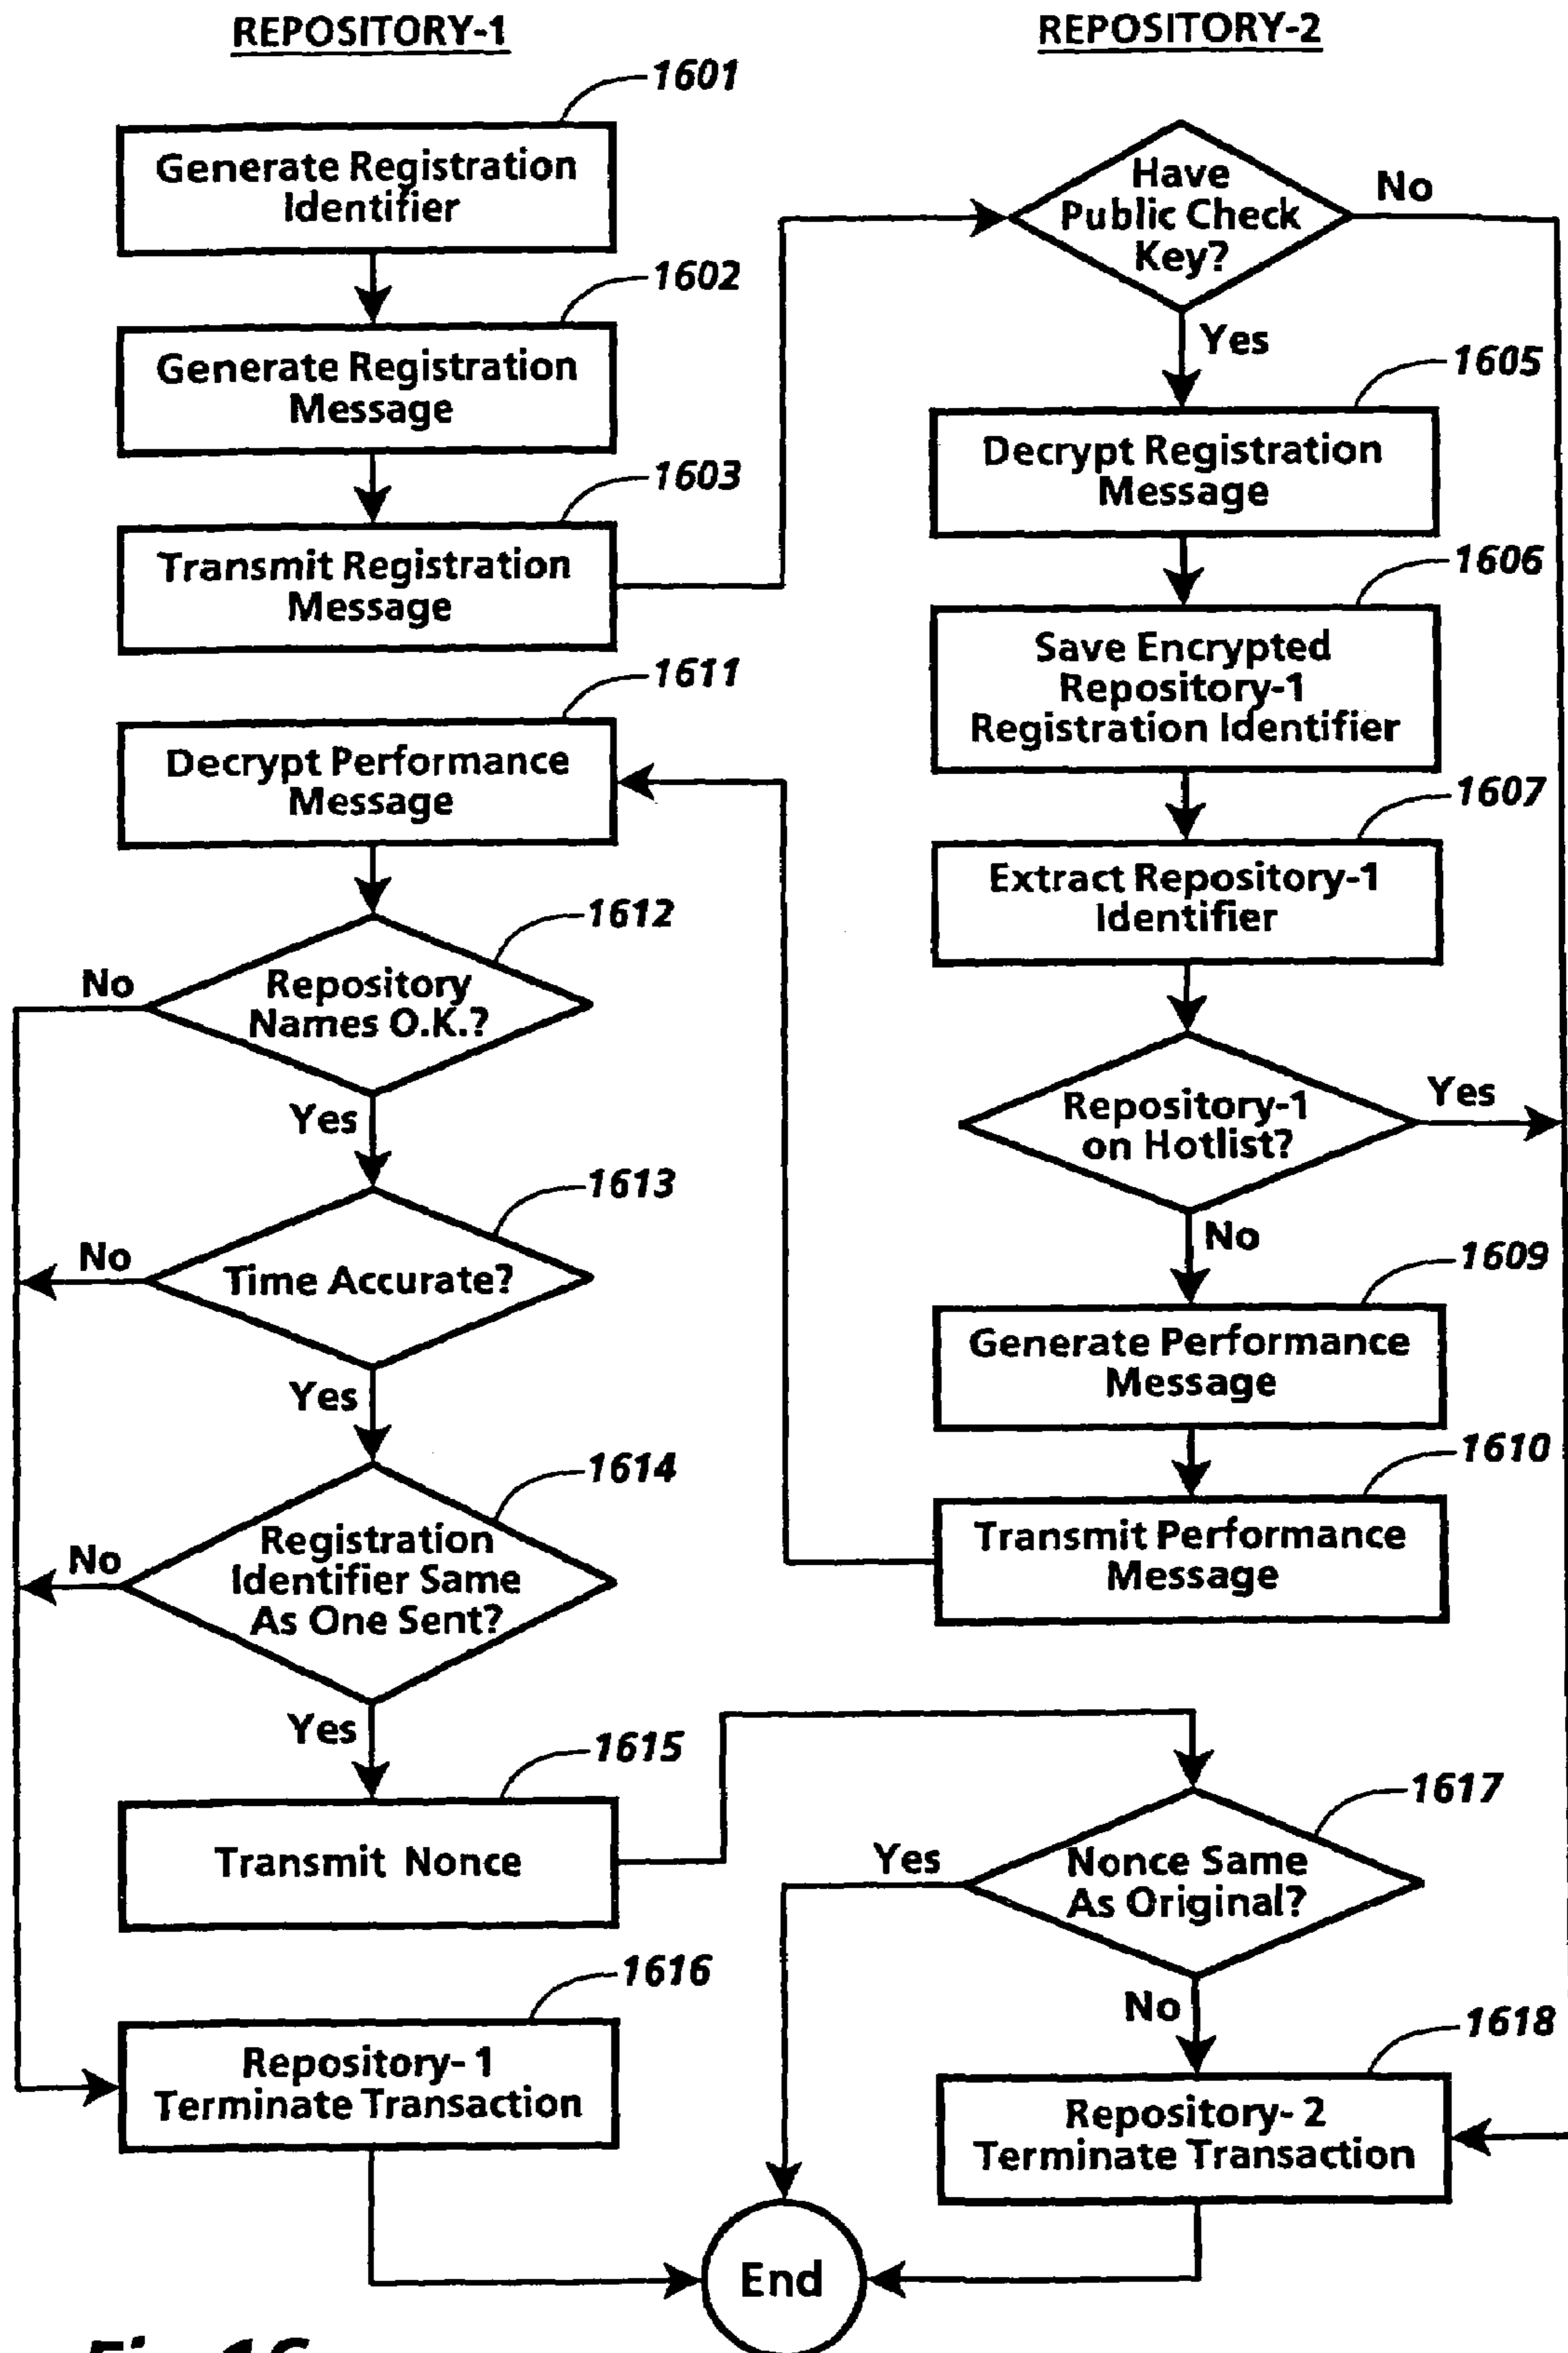 REPOSITORY-1
1601
Generate Registration
Identifier
1602
Generate Registration
Message
1603
Transmit Registration
Message
1611
Decrypt Performance
Message
1612
No
Repository
Names O.K.?
Yes
1613
No
Time Accurate?
Yes
1614
No
Registration
Identifier Same
As One Sent?
Yes
1615
Transmit Nonce
1616
Repository- 1
Terminate Transaction
REPOSITORY-2
Have
Public Check
Key?
No
Yes
1605
Decrypt Registration
Message
1606
Save Encrypted
Repository-1
Registration Identifier
1607
Extract Repository-1
Identifier
Repository-1
on Hotlist?
Yes
No
1609
Generate Performance
Message
1610
Transmit Performance
Message
1617
Yes
Nonce Same
As Original?
No
1618
Repository- 2
Terminate Transaction
End